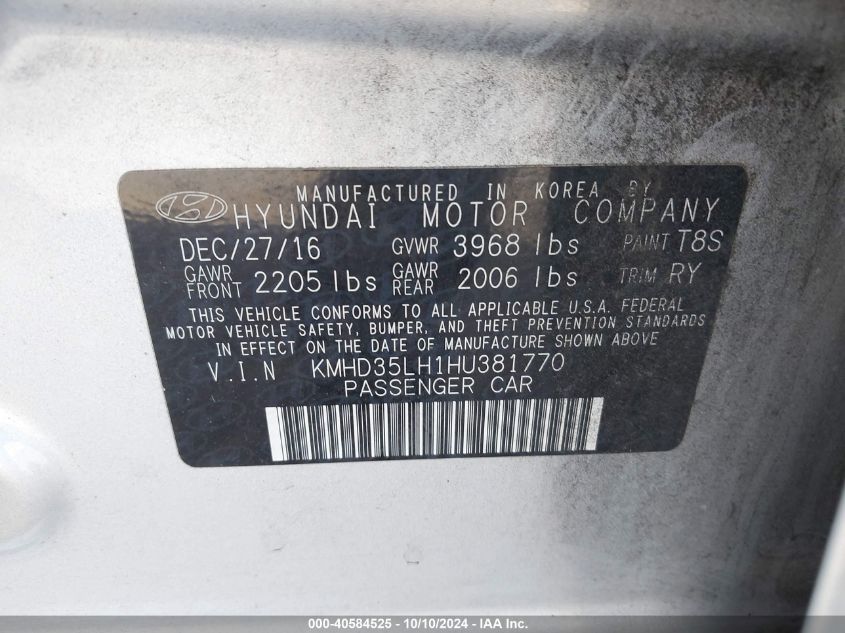 MANUFACTURED IN KOREA BY
HYUNDAI MOTOR COMPANY
DEC/27/16 GVWR 3968 lbs PAINT T8S
GAWR FRONT 2205 lbs GAWR REAR 2006 lbs TRIM RY
THIS VEHICLE CONFORMS TO ALL APPLICABLE U.S.A. FEDERAL
MOTOR VEHICLE SAFETY, BUMPER, AND THEFT PREVENTION STANDARDS
IN EFFECT ON THE DATE OF MANUFACTURE SHOWN ABOVE
V.I.N KMHD35LH1HU381770
PASSENGER CAR
000-40584525 - 10/10/2024 - IAA Inc.